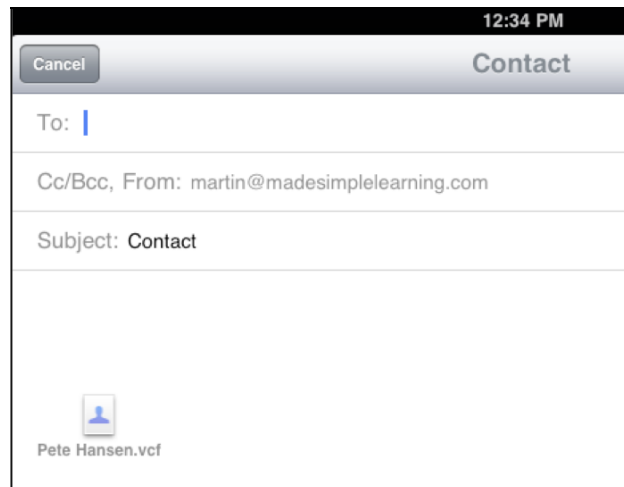 12:34 PM
Cancel Contact
To:
Cc/Bcc, From: martin@madesimplelearning.com
Subject: Contact
Pete Hansen.vcf